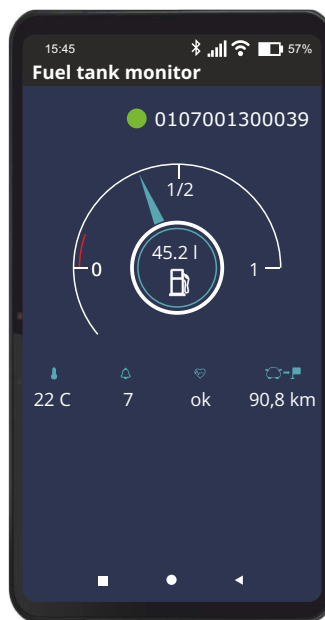 15:45 57%
Fuel tank monitor
0107001300039
1/2
45.2 l
0 1
22 C 7 ok 90,8 km